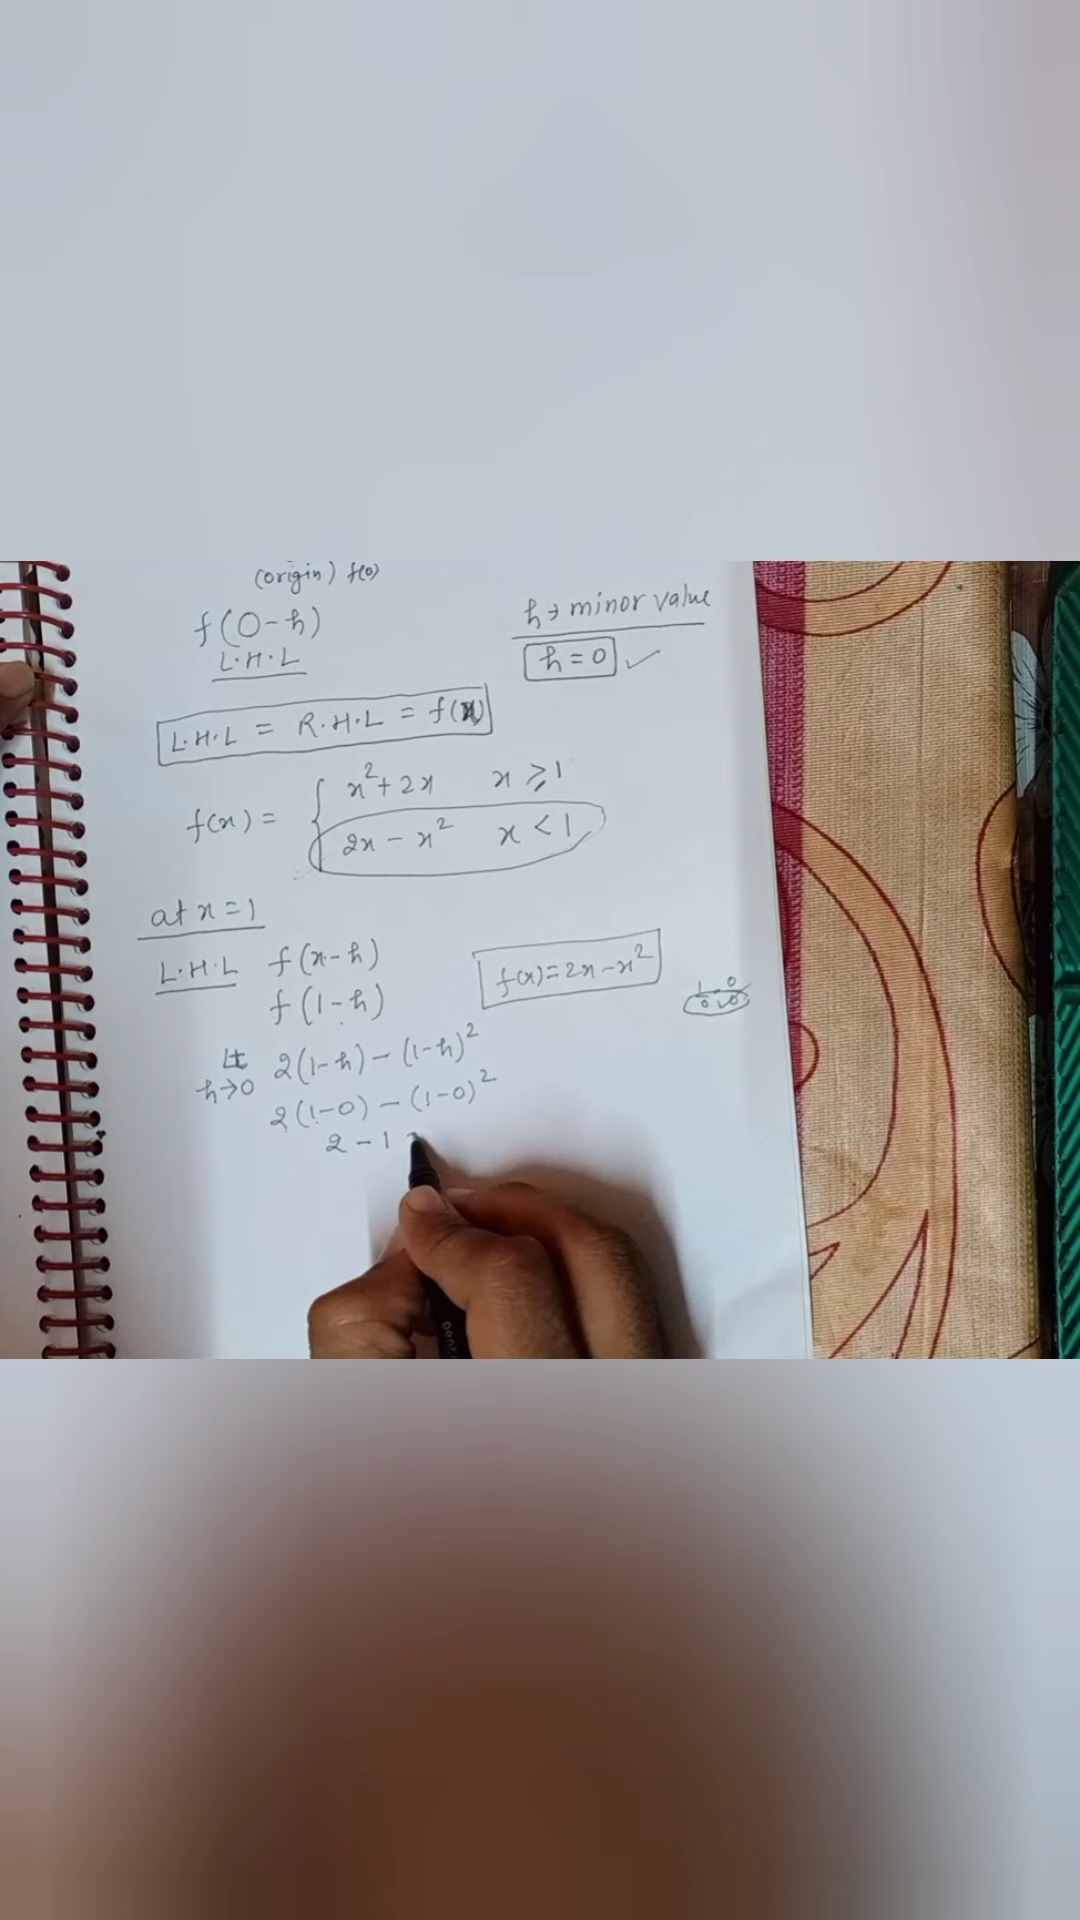 (origin) f(0)
f(0-h)
L.H.L
h→minor value
h=0 ✓
L.H.L = R.H.L = f(x)
f(x) = { x²+2x x ⩾ 1
2x - x² x < 1
at x=1
L.H.L f(x-h)
f(1-h)
f(x)=2x-x²
Lt h→0 2(1-h)-(1-h)²
2(1-0)-(1-0)²
2-1